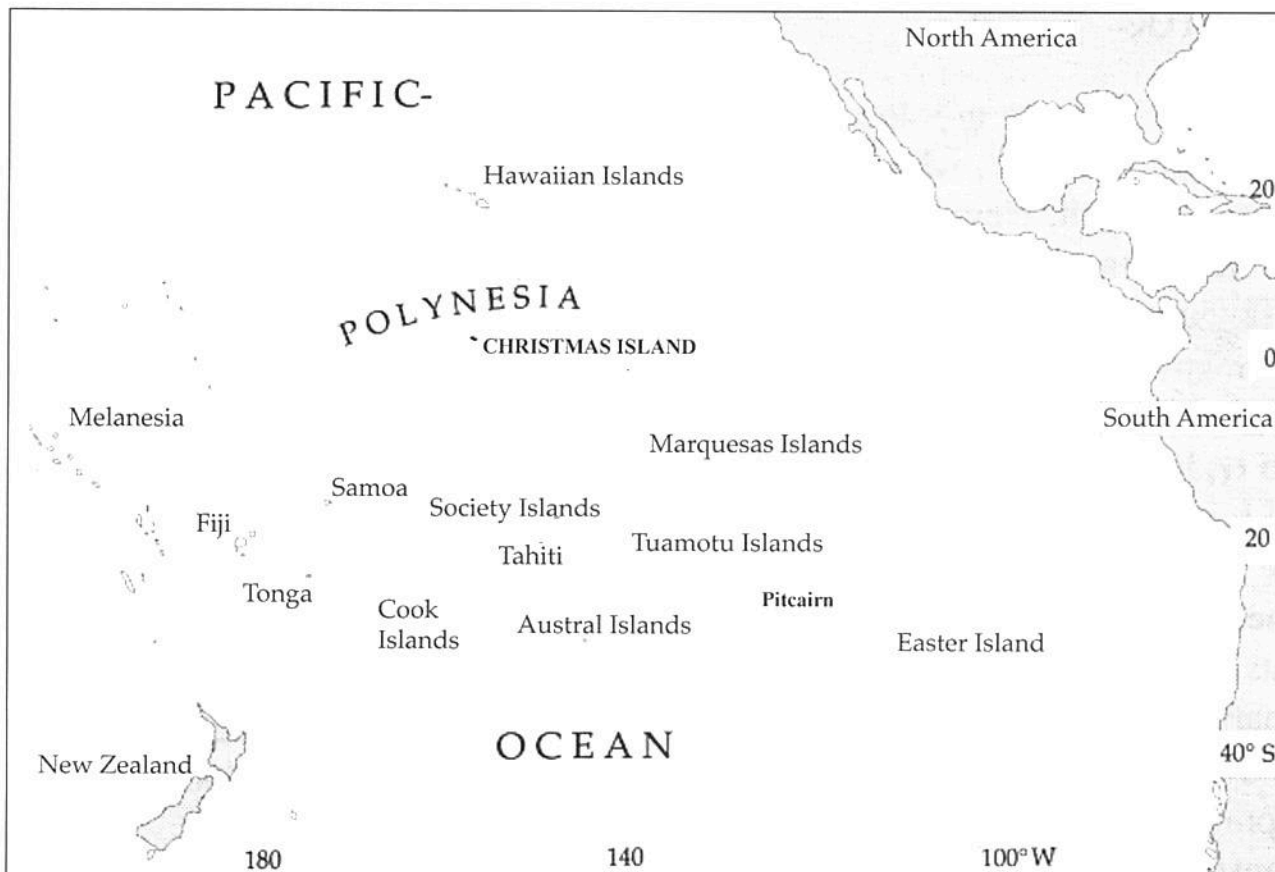 North America
PACIFIC-
Hawaiian Islands
20
POLYNESIA
CHRISTMAS ISLAND
0
Melanesia
South America
Marquesas Islands
Samoa
Society Islands
Fiji
Tahiti
Tuamotu Islands
20
Tonga
Pitcairn
Cook
Islands
Austral Islands
Easter Island
OCEAN
New Zealand
40° S
180
140
100° W